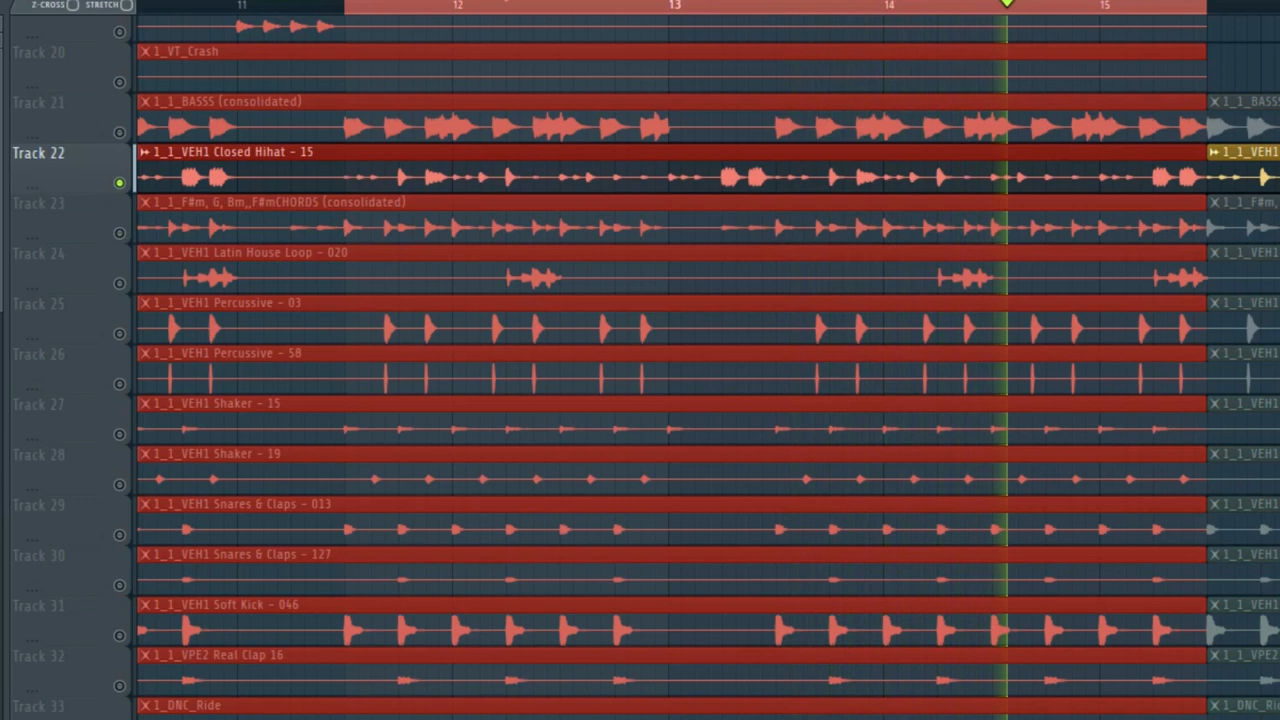 Z-CROSS STRETCH 11 12 13 14 15
...
Track 20 1_VT_Crash
...
Track 21 1_1_BASSS (consolidated) 1_1_BASS
...
Track 22 1_1_VEH1 Closed Hihat - 15 1_1_VEH1
...
Track 23 1_1_F#m, G, Bm,,F#mCHORDS (consolidated) 1_1_F#m,
...
Track 24 1_1_VEH1 Latin House Loop - 020 1_1_VEH1
...
Track 25 1_1_VEH1 Percussive - 03 1_1_VEH1
...
Track 26 1_1_VEH1 Percussive - 58 1_1_VEH1
...
Track 27 1_1_VEH1 Shaker - 15 1_1_VEH1
...
Track 28 1_1_VEH1 Shaker - 19 1_1_VEH1
...
Track 29 1_1_VEH1 Snares & Claps - 013 1_1_VEH1
...
Track 30 1_1_VEH1 Snares & Claps - 127 1_1_VEH1
...
Track 31 1_1_VEH1 Soft Kick - 046 1_1_VEH1
...
Track 32 1_1_VPE2 Real Clap 16 1_1_VPE2
...
Track 33 1_DNC_Ride 1_DNC_Rid